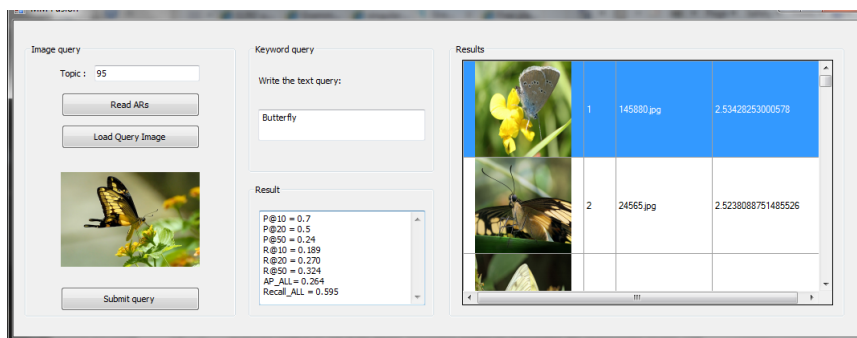 Image query
Topic : 95
Read ARs
Load Query Image
Submit query
Keyword query
Write the text query:
Butterfly
Result
P@10 = 0.7
P@20 = 0.5
P@50 = 0.24
R@10 = 0.189
R@20 = 0.270
R@50 = 0.324
AP_ALL= 0.264
Recall_ALL = 0.595
Results
1 145880.jpg 2.53428253000578
2 24565.jpg 2.5238088751485526